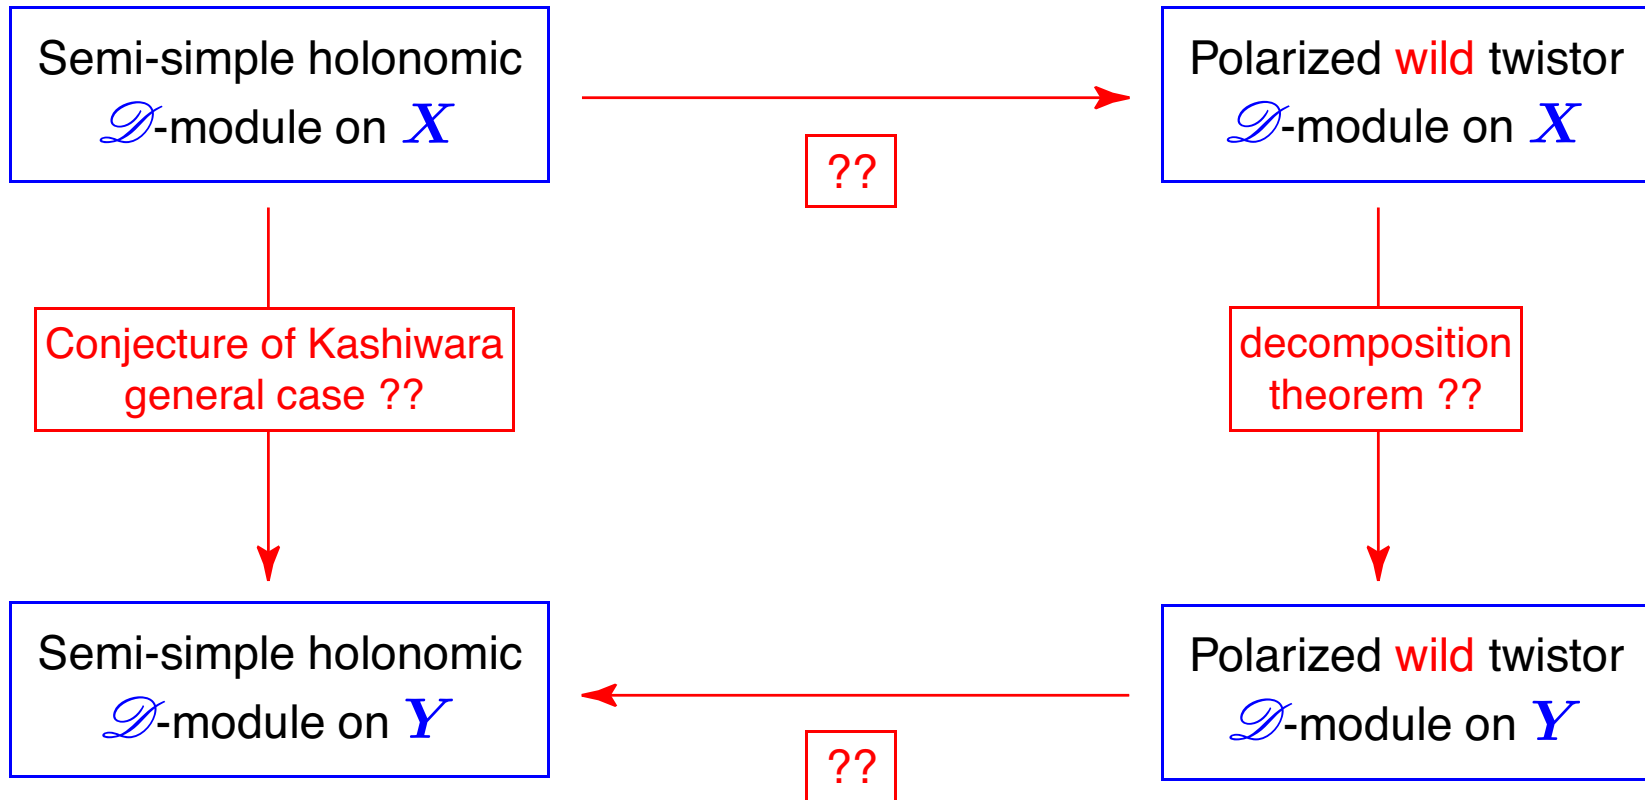 Semi-simple holonomic
𝒟-module on X
Polarized wild twistor
𝒟-module on X
??
Conjecture of Kashiwara
general case ??
decomposition
theorem ??
Semi-simple holonomic
𝒟-module on Y
Polarized wild twistor
𝒟-module on Y
??